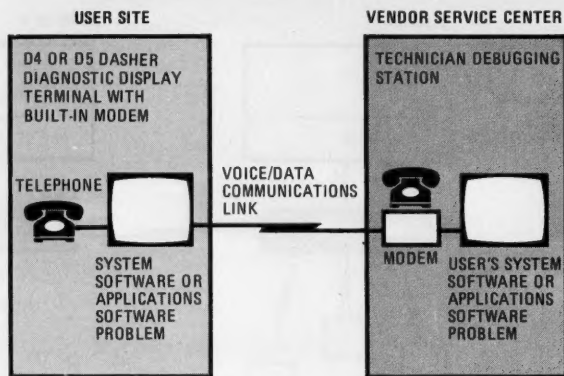 USER SITE
D4 OR D5 DASHER
DIAGNOSTIC DISPLAY
TERMINAL WITH
BUILT-IN MODEM
TELEPHONE
SYSTEM
SOFTWARE OR
APPLICATIONS
SOFTWARE
PROBLEM
VOICE/DATA
COMMUNICATIONS
LINK
VENDOR SERVICE CENTER
TECHNICIAN DEBUGGING
STATION
MODEM
USER'S SYSTEM
SOFTWARE OR
APPLICATIONS
SOFTWARE
PROBLEM